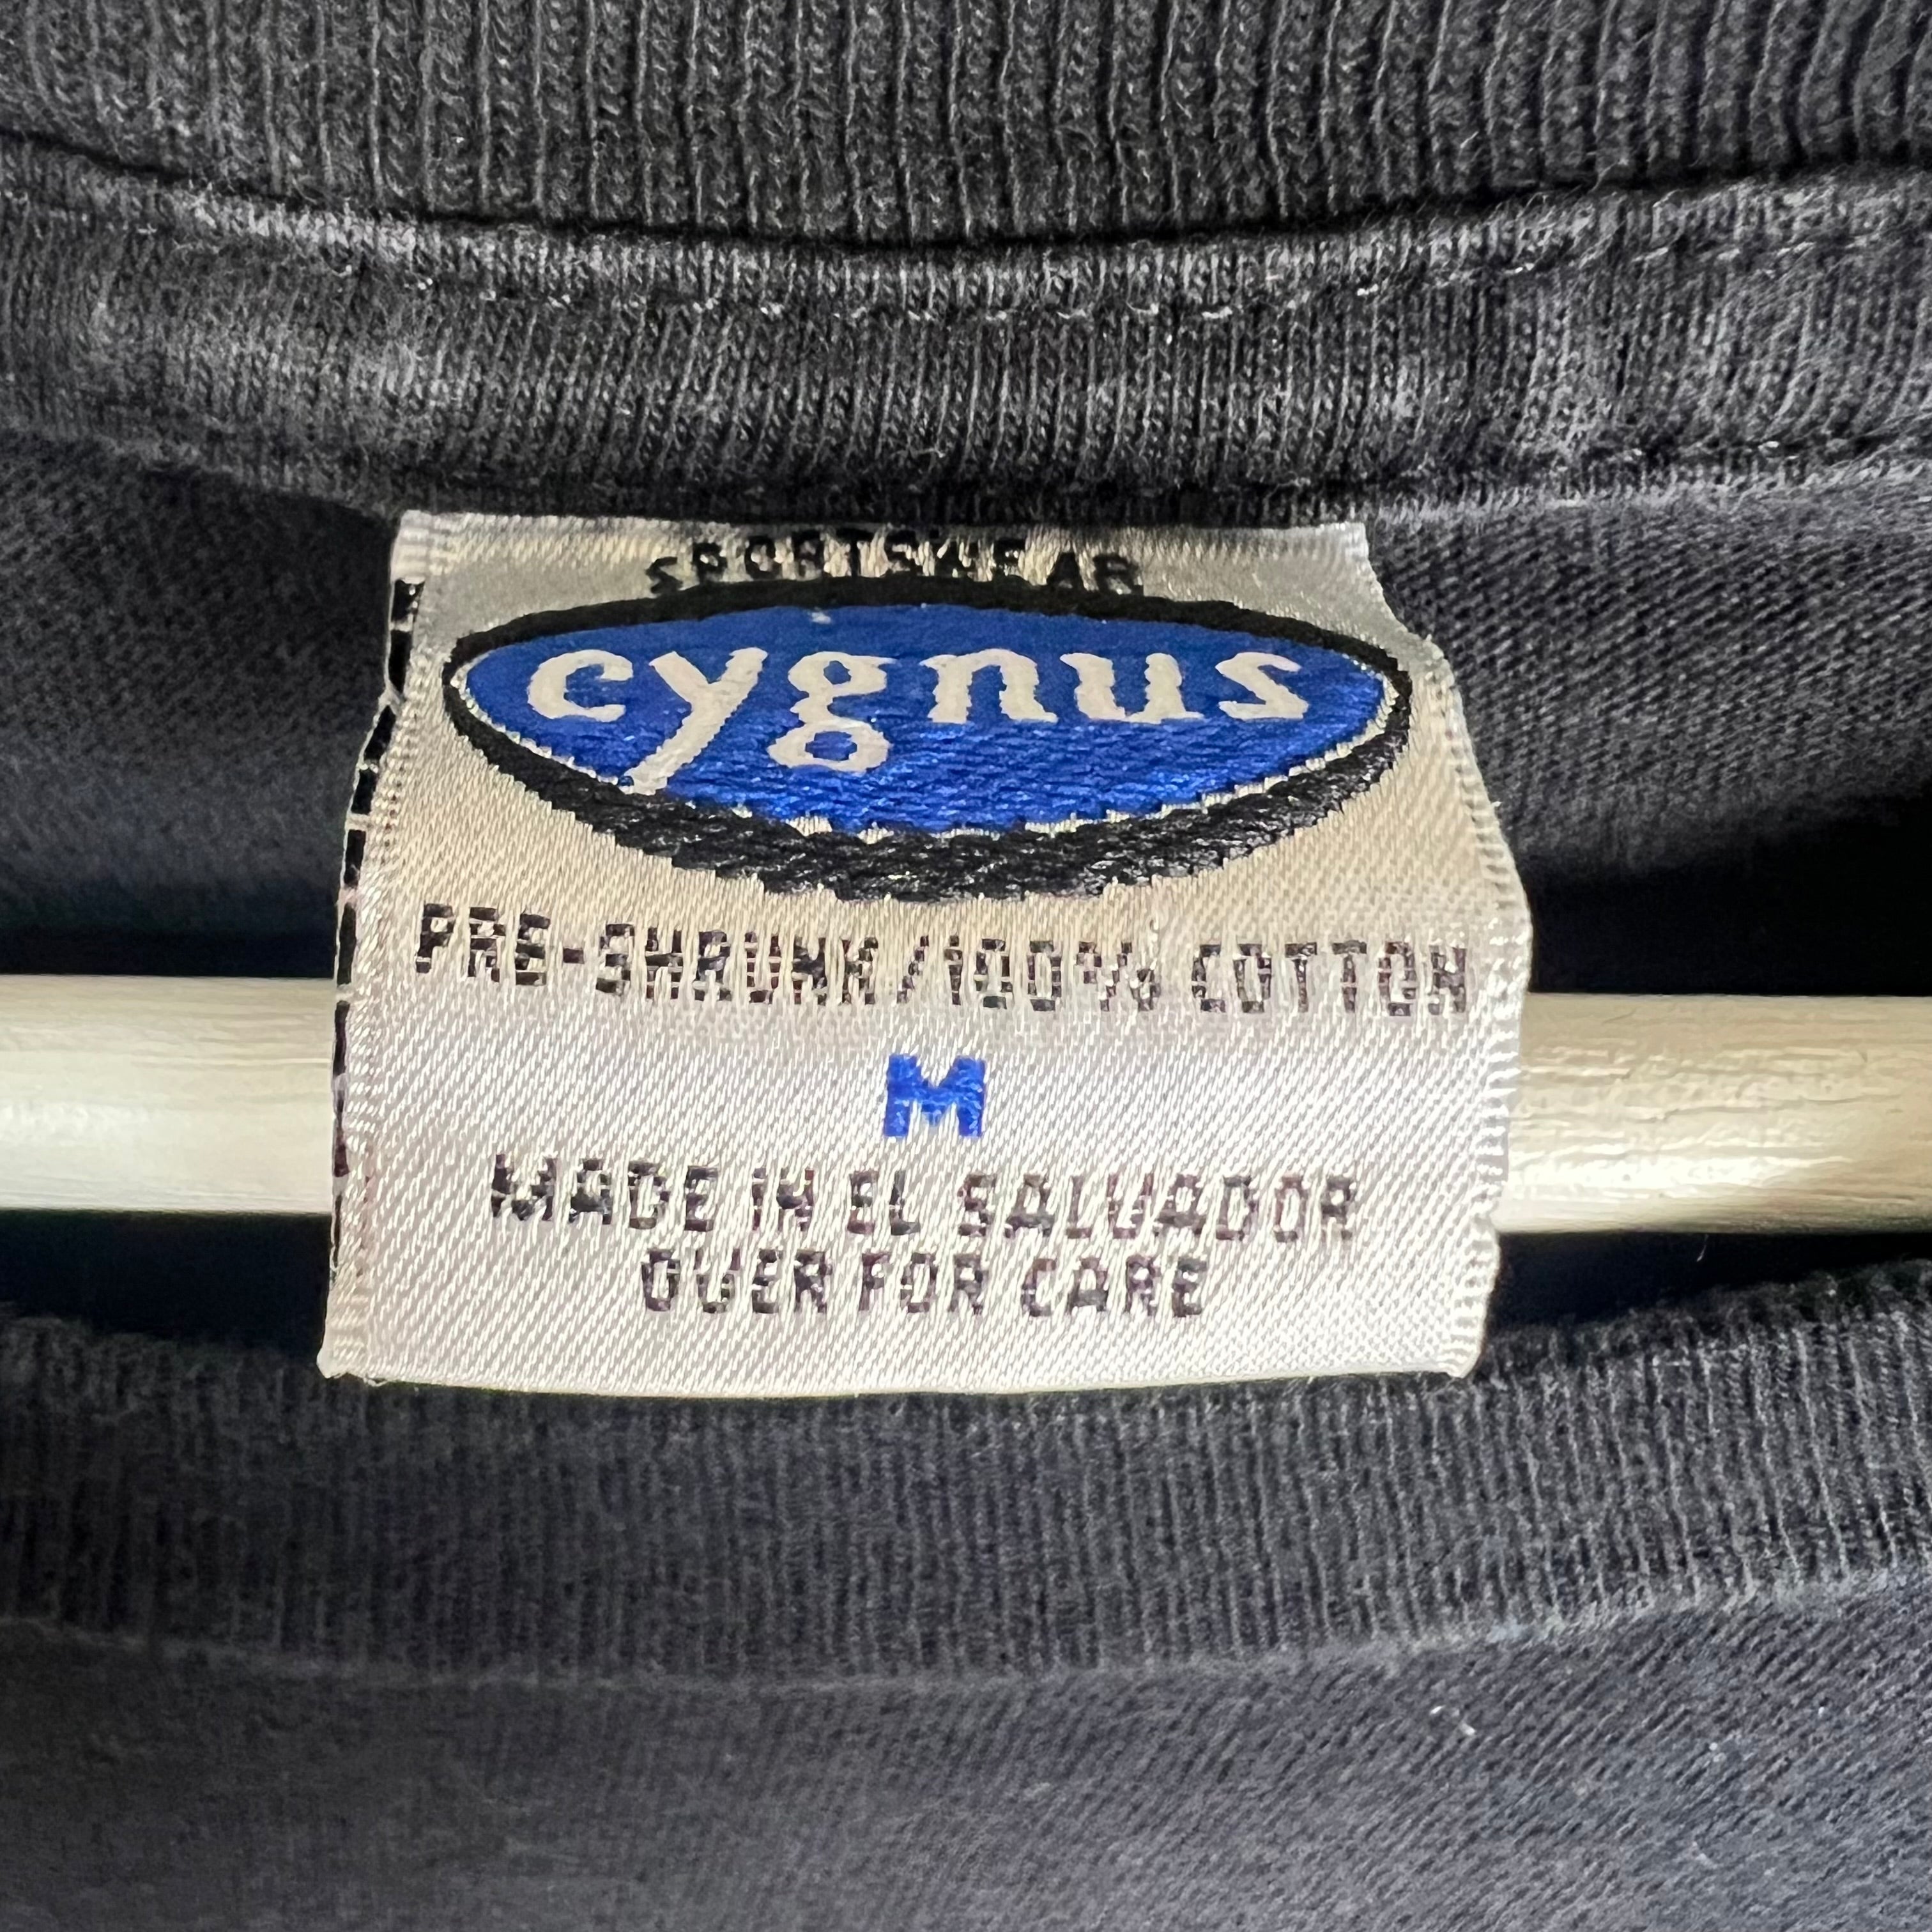 SPORTSWEAR
cygnus
PRE-SHRUNK/100% COTTON
M
MADE IN EL SALVADOR
OVER FOR CARE